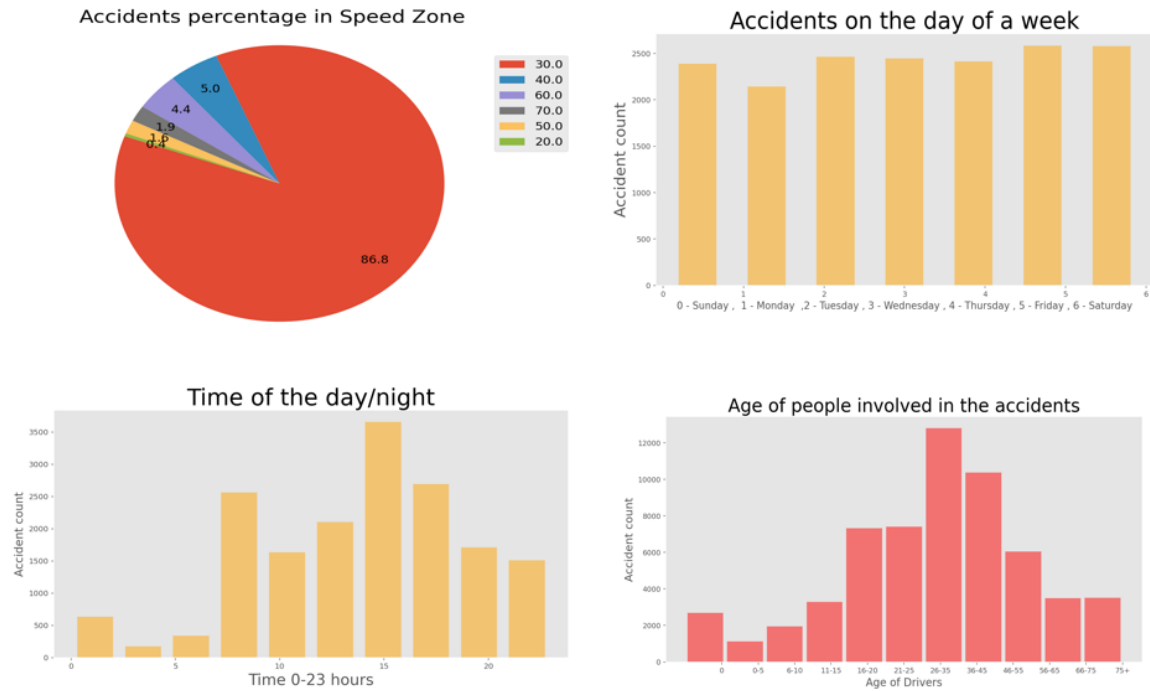 Accidents percentage in Speed Zone
5.0
4.4
1.9
1.6
0.4
86.8
30.0
40.0
60.0
70.0
50.0
20.0
Accidents on the day of a week
Accident count
2500
2000
1500
1000
500
0
0 1 2 3 4 5 6
0 - Sunday , 1 - Monday ,2 - Tuesday , 3 - Wednesday , 4 - Thursday , 5 - Friday , 6 - Saturday
Time of the day/night
Accident count
3500
3000
2500
2000
1500
1000
500
0
0 5 10 15 20
Time 0-23 hours
Age of people involved in the accidents
Accident count
12000
10000
8000
6000
4000
2000
0
0 0-5 6-10 11-15 16-20 21-25 26-35 36-45 46-55 56-65 66-75 75+
Age of Drivers